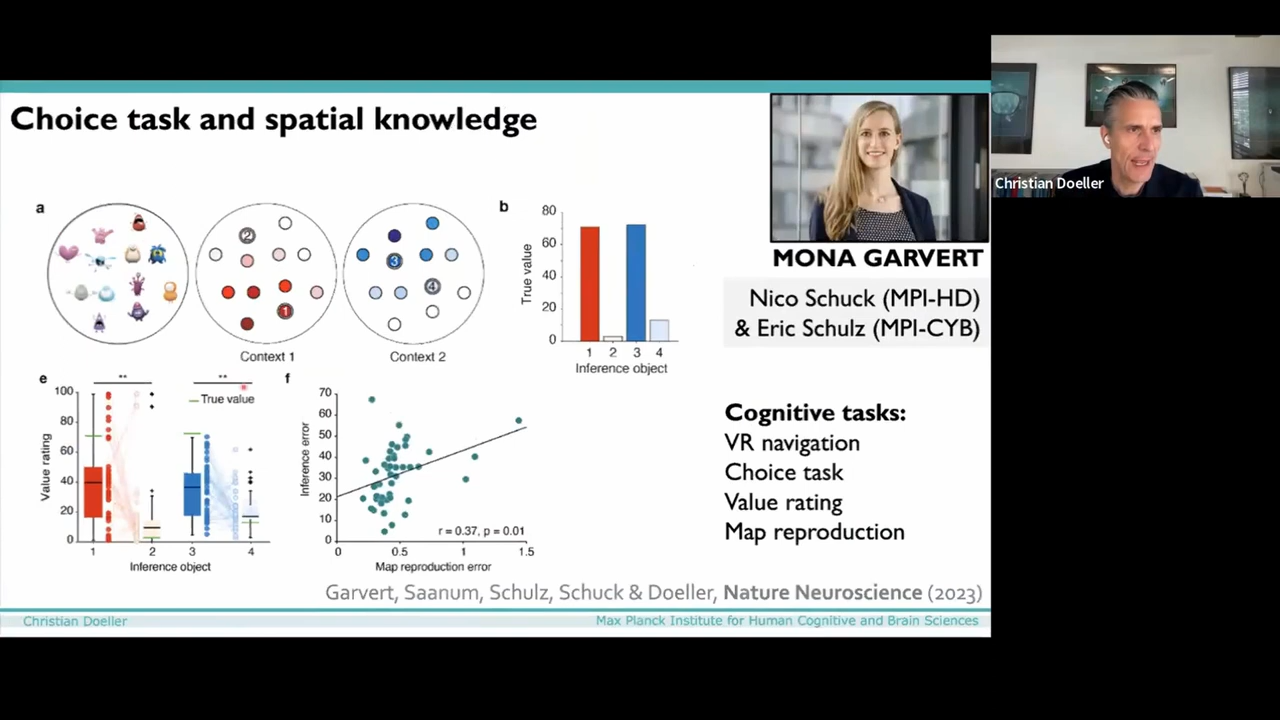 Choice task and spatial knowledge
Christian Doeller
MONA GARVERT
Nico Schuck (MPI-HD)
& Eric Schulz (MPI-CYB)
a
2
1
Context 1
3
4
Context 2
b
True value
80
60
40
20
0
1 2 3 4
Inference object
e
** **
True value
Value rating
100
80
60
40
20
0
1 2 3 4
Inference object
f
Inference error
70
60
50
40
30
20
10
0
r = 0.37, p = 0.01
0 0.5 1 1.5
Map reproduction error
Cognitive tasks:
VR navigation
Choice task
Value rating
Map reproduction
Garvert, Saanum, Schulz, Schuck & Doeller, Nature Neuroscience (2023)
Christian Doeller
Max Planck Institute for Human Cognitive and Brain Sciences